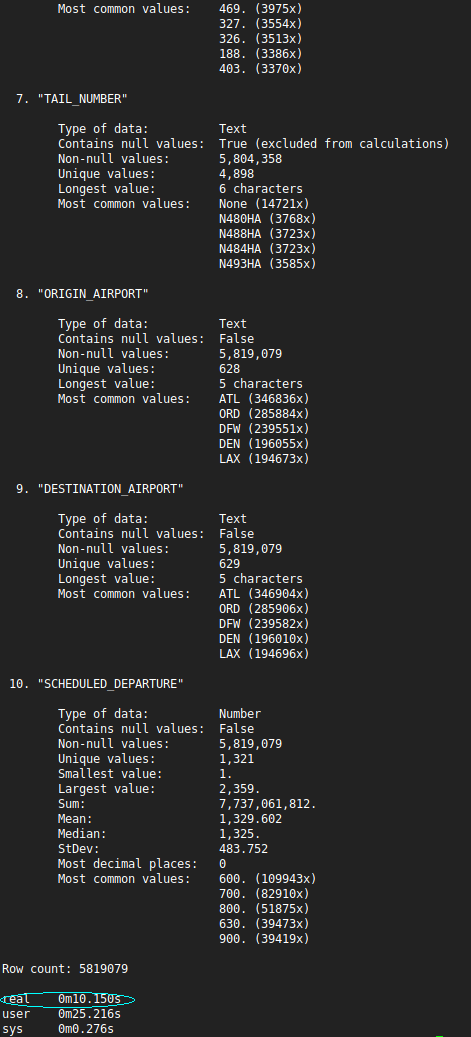 Most common values: 469. (3975x)
327. (3554x)
326. (3513x)
188. (3386x)
403. (3370x)
7. "TAIL_NUMBER"
Type of data: Text
Contains null values: True (excluded from calculations)
Non-null values: 5,804,358
Unique values: 4,898
Longest value: 6 characters
Most common values: None (14721x)
N480HA (3768x)
N488HA (3723x)
N484HA (3723x)
N493HA (3585x)
8. "ORIGIN_AIRPORT"
Type of data: Text
Contains null values: False
Non-null values: 5,819,079
Unique values: 628
Longest value: 5 characters
Most common values: ATL (346836x)
ORD (285884x)
DFW (239551x)
DEN (196055x)
LAX (194673x)
9. "DESTINATION_AIRPORT"
Type of data: Text
Contains null values: False
Non-null values: 5,819,079
Unique values: 629
Longest value: 5 characters
Most common values: ATL (346904x)
ORD (285906x)
DFW (239582x)
DEN (196010x)
LAX (194696x)
10. "SCHEDULED_DEPARTURE"
Type of data: Number
Contains null values: False
Non-null values: 5,819,079
Unique values: 1,321
Smallest value: 1.
Largest value: 2,359.
Sum: 7,737,061,812.
Mean: 1,329.602
Median: 1,325.
StDev: 483.752
Most decimal places: 0
Most common values: 600. (109943x)
700. (82910x)
800. (51875x)
630. (39473x)
900. (39419x)
Row count: 5819079
real 0m10.150s
user 0m25.216s
sys 0m0.276s